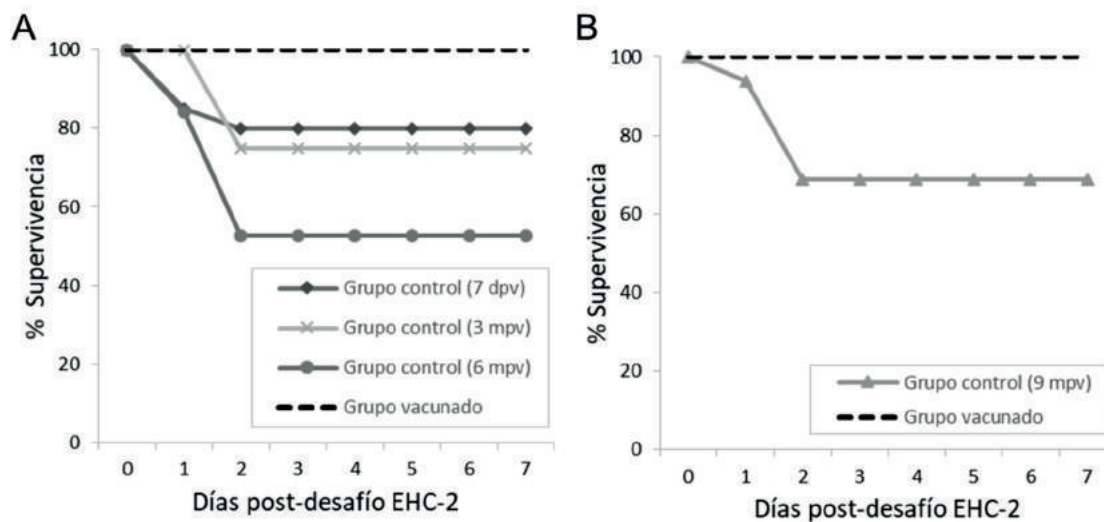 A
100
80
60
40
20
0
% Supervivencia
Grupo control (7 dpv)
Grupo control (3 mpv)
Grupo control (6 mpv)
Grupo vacunado
0 1 2 3 4 5 6 7
Días post-desafío EHC-2
B
100
80
60
40
20
0
% Supervivencia
Grupo control (9 mpv)
Grupo vacunado
0 1 2 3 4 5 6 7
Días post-desafío EHC-2